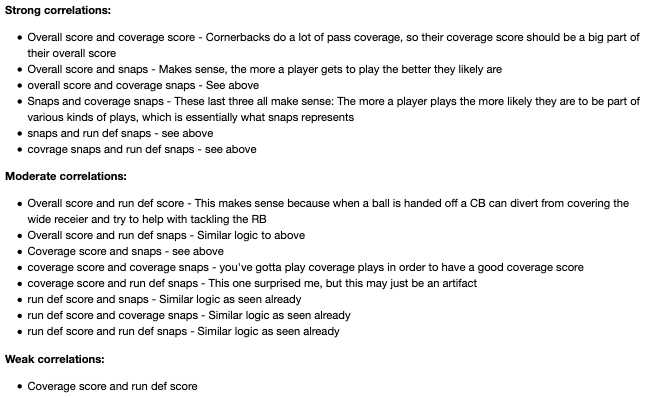 Strong correlations:
• Overall score and coverage score - Cornerbacks do a lot of pass coverage, so their coverage score should be a big part of
their overall score
• Overall score and snaps - Makes sense, the more a player gets to play the better they likely are
• overall score and coverage snaps - See above
• Snaps and coverage snaps - These last three all make sense: The more a player plays the more likely they are to be part of
various kinds of plays, which is essentially what snaps represents
• snaps and run def snaps - see above
• covrage snaps and run def snaps - see above
Moderate correlations:
• Overall score and run def score - This makes sense because when a ball is handed off a CB can divert from covering the
wide receier and try to help with tackling the RB
• Overall score and run def snaps - Similar logic to above
• Coverage score and snaps - see above
• coverage score and coverage snaps - you've gotta play coverage plays in order to have a good coverage score
• coverage score and run def snaps - This one surprised me, but this may just be an artifact
• run def score and snaps - Similar logic as seen already
• run def score and coverage snaps - Similar logic as seen already
• run def score and run def snaps - Similar logic as seen already
Weak correlations:
• Coverage score and run def score